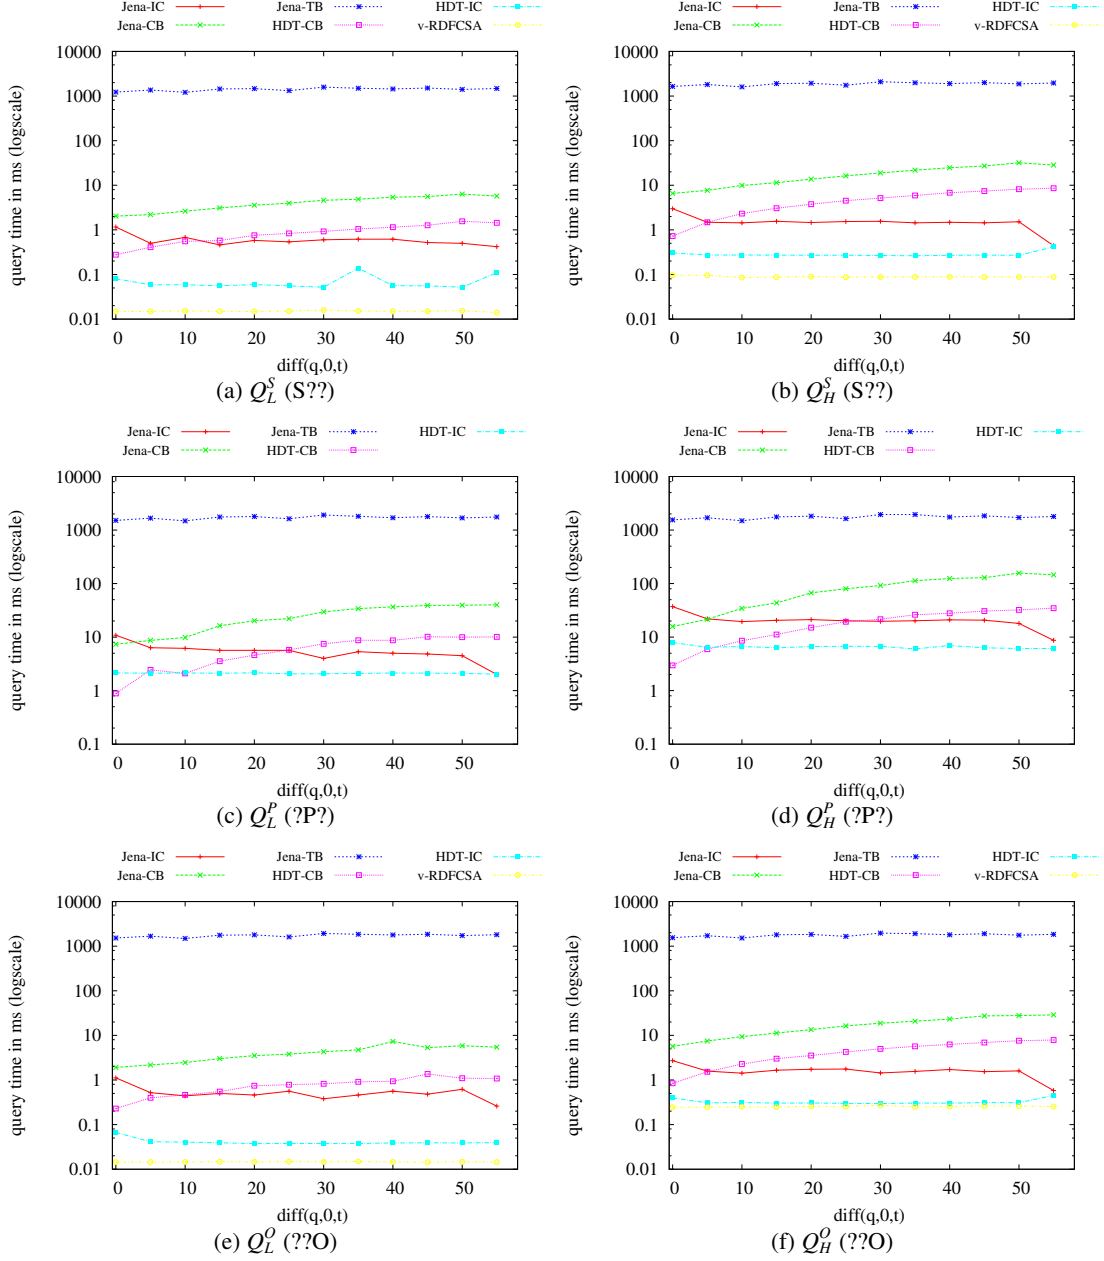 Jena-IC Jena-TB HDT-IC
Jena-CB HDT-CB v-RDFCSA
query time in ms (logscale)
10000
1000
100
10
1
0.1
0.01
0 10 20 30 40 50
diff(q,0,t)
(a) Q_L^S (S??)
Jena-IC Jena-TB HDT-IC
Jena-CB HDT-CB v-RDFCSA
query time in ms (logscale)
10000
1000
100
10
1
0.1
0.01
0 10 20 30 40 50
diff(q,0,t)
(b) Q_H^S (S??)
Jena-IC Jena-TB HDT-IC
Jena-CB HDT-CB
query time in ms (logscale)
10000
1000
100
10
1
0.1
0 10 20 30 40 50
diff(q,0,t)
(c) Q_L^P (?P?)
Jena-IC Jena-TB HDT-IC
Jena-CB HDT-CB
query time in ms (logscale)
10000
1000
100
10
1
0.1
0 10 20 30 40 50
diff(q,0,t)
(d) Q_H^P (?P?)
Jena-IC Jena-TB HDT-IC
Jena-CB HDT-CB v-RDFCSA
query time in ms (logscale)
10000
1000
100
10
1
0.1
0.01
0 10 20 30 40 50
diff(q,0,t)
(e) Q_L^O (??O)
Jena-IC Jena-TB HDT-IC
Jena-CB HDT-CB v-RDFCSA
query time in ms (logscale)
10000
1000
100
10
1
0.1
0.01
0 10 20 30 40 50
diff(q,0,t)
(f) Q_H^O (??O)